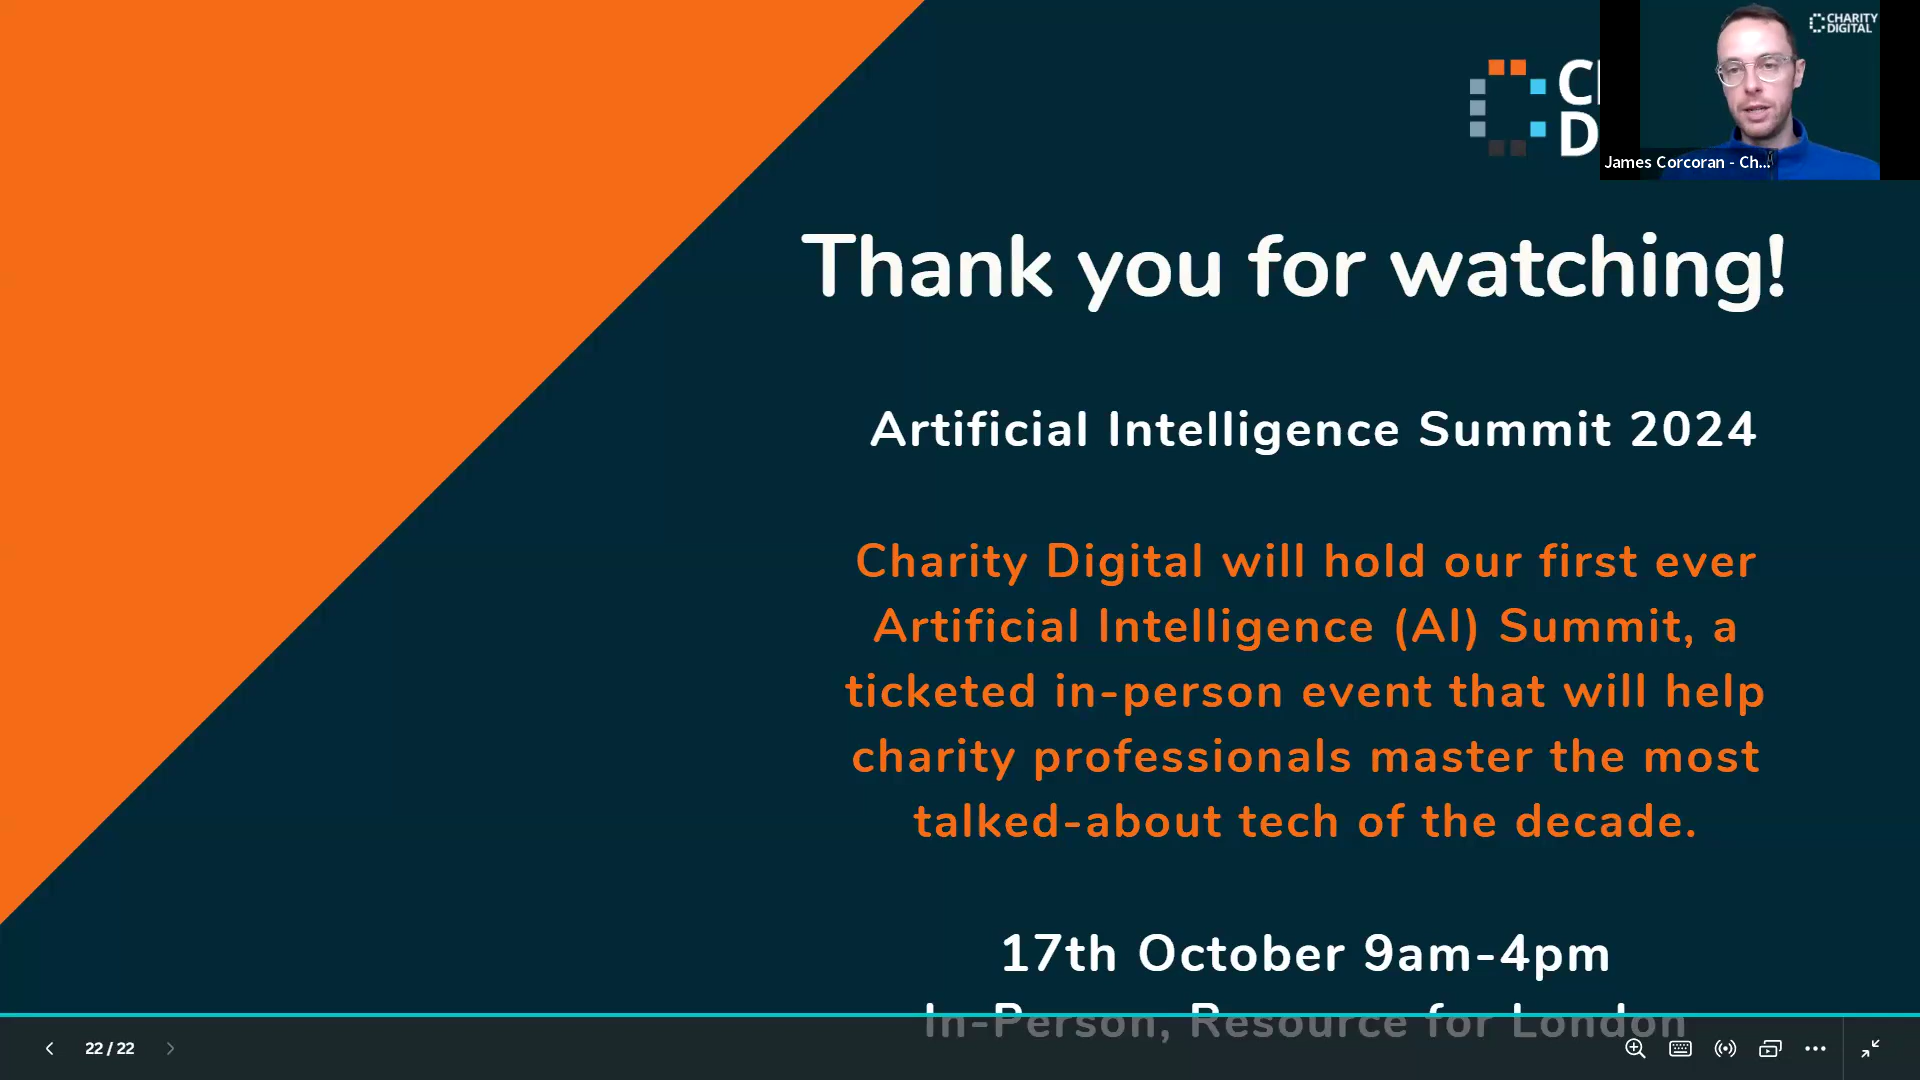 CHARITY
DIGITAL
James Corcoran - Ch...
Thank you for watching!
Artificial Intelligence Summit 2024
Charity Digital will hold our first ever
Artificial Intelligence (AI) Summit, a
ticketed in-person event that will help
charity professionals master the most
talked-about tech of the decade.
17th October 9am-4pm
In-Person, Resource for London
22 / 22